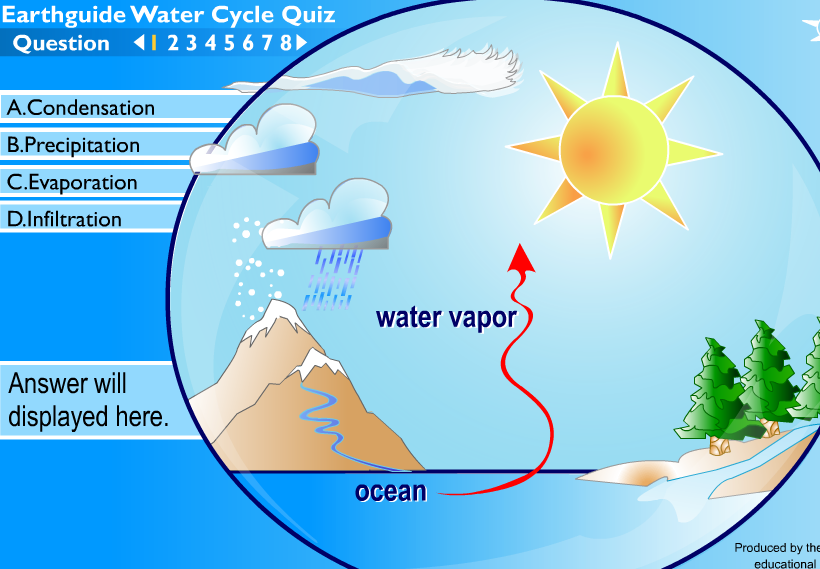 Earthguide Water Cycle Quiz
Question 1 2 3 4 5 6 7 8
A.Condensation
B.Precipitation
C.Evaporation
D.Infiltration
water vapor
Answer will
displayed here.
ocean
Produced by the
educational